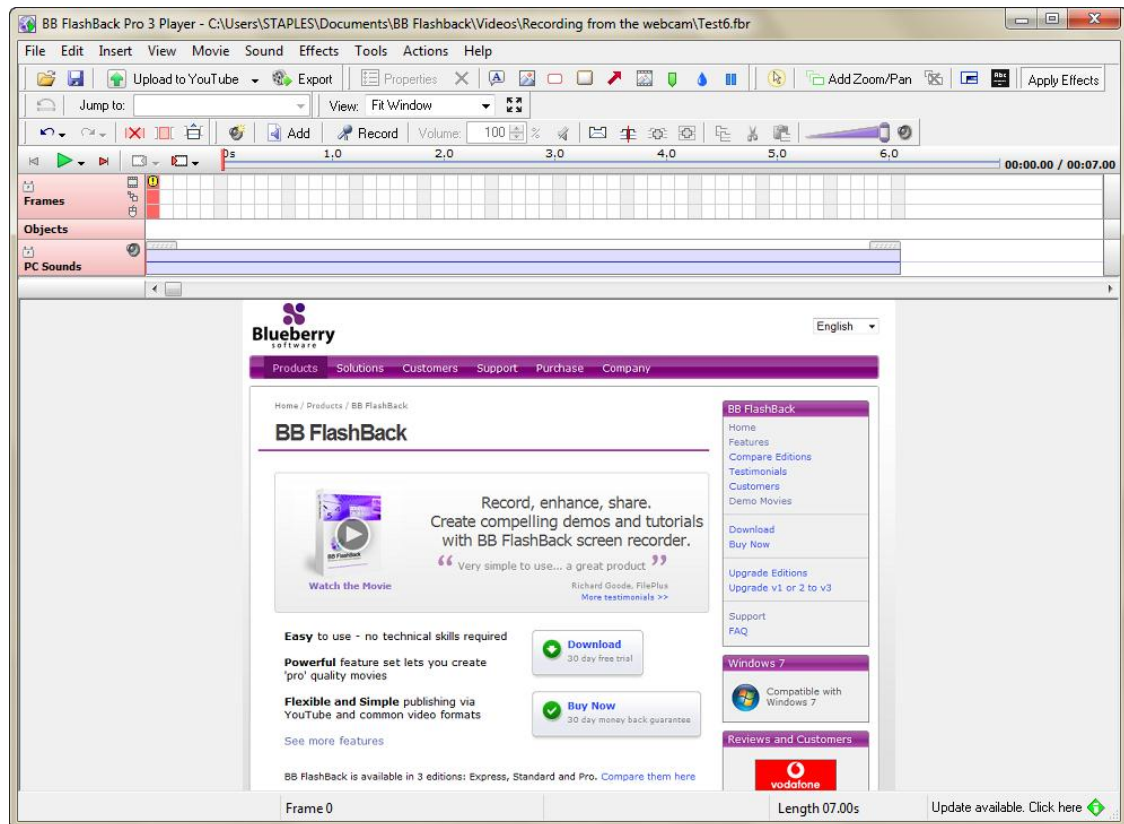 BB FlashBack Pro 3 Player - C:\Users\STAPLES\Documents\BB Flashback\Videos\Recording from the webcam\Test6.fbr
File Edit Insert View Movie Sound Effects Tools Actions Help
Upload to YouTube Export Properties Add Zoom/Pan Abc Apply Effects
Jump to: View: Fit Window
Add Record Volume: 100 %
0s 1,0 2,0 3,0 4,0 5,0 6,0 00:00.00 / 00:07.00
Frames
Objects
PC Sounds
Blueberry
software
English
Products Solutions Customers Support Purchase Company
Home / Products / BB FlashBack
BB FlashBack
Record, enhance, share.
Create compelling demos and tutorials
with BB FlashBack screen recorder.
“ Very simple to use... a great product ”
Richard Goode, FilePlus
More testimonials >>
BB FlashBack
Watch the Movie
Easy to use - no technical skills required
Powerful feature set lets you create
'pro' quality movies
Flexible and Simple publishing via
YouTube and common video formats
See more features
Download
30 day free trial
Buy Now
30 day money back guarantee
BB FlashBack is available in 3 editions: Express, Standard and Pro. Compare them here
BB FlashBack
Home
Features
Compare Editions
Testimonials
Customers
Demo Movies
Download
Buy Now
Upgrade Editions
Upgrade v1 or 2 to v3
Support
FAQ
Windows 7
Compatible with
Windows 7
Reviews and Customers
vodafone
Frame 0 Length 07.00s Update available. Click here